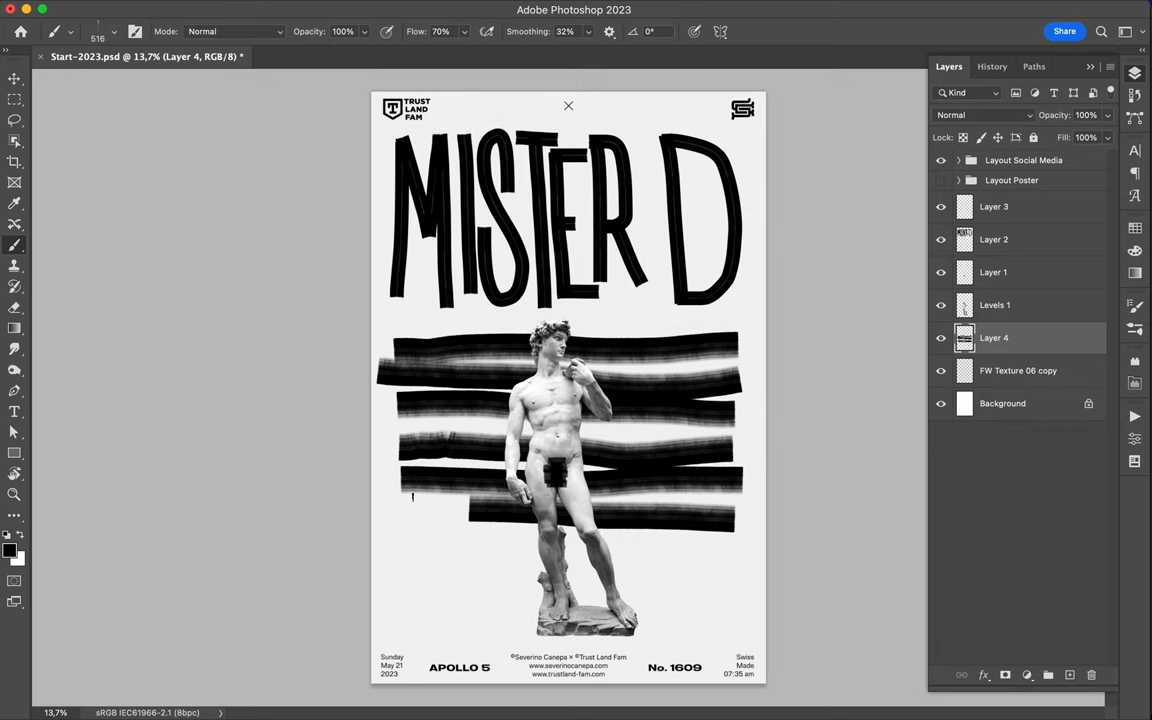 Adobe Photoshop 2023
516
Mode: Normal
Opacity: 100%
Flow: 70%
Smoothing: 32%
0°
Share
Start-2023.psd @ 13,7% (Layer 4, RGB/8) *
TRUST
LAND
FAM
MISTER D
Sunday
May 21
2023
APOLLO 5
©Severino Canepa × ©Trust Land Fam
www.severinocanepa.com
www.trustland-fam.com
No. 1609
Swiss
Made
07:35 am
Layers
History
Paths
Kind
Normal
Opacity: 100%
Lock:
Fill: 100%
Layout Social Media
Layout Poster
Layer 3
Layer 2
Layer 1
Levels 1
Layer 4
FW Texture 06 copy
Background
13,7%
sRGB IEC61966-2.1 (8bpc)